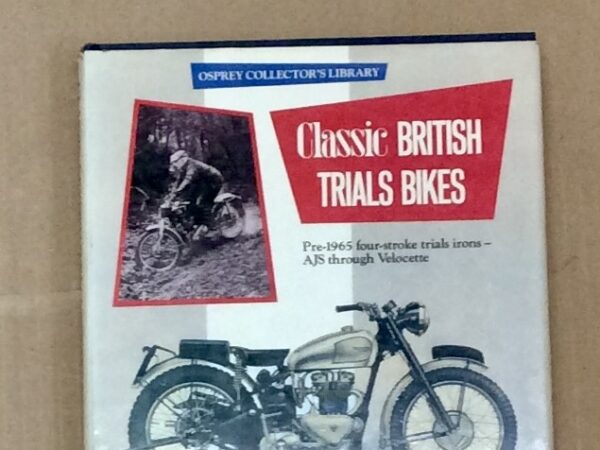 OSPREY COLLECTOR'S LIBRARY
Classic BRITISH
TRIALS BIKES
Pre-1965 four-stroke trials irons –
AJS through Velocette